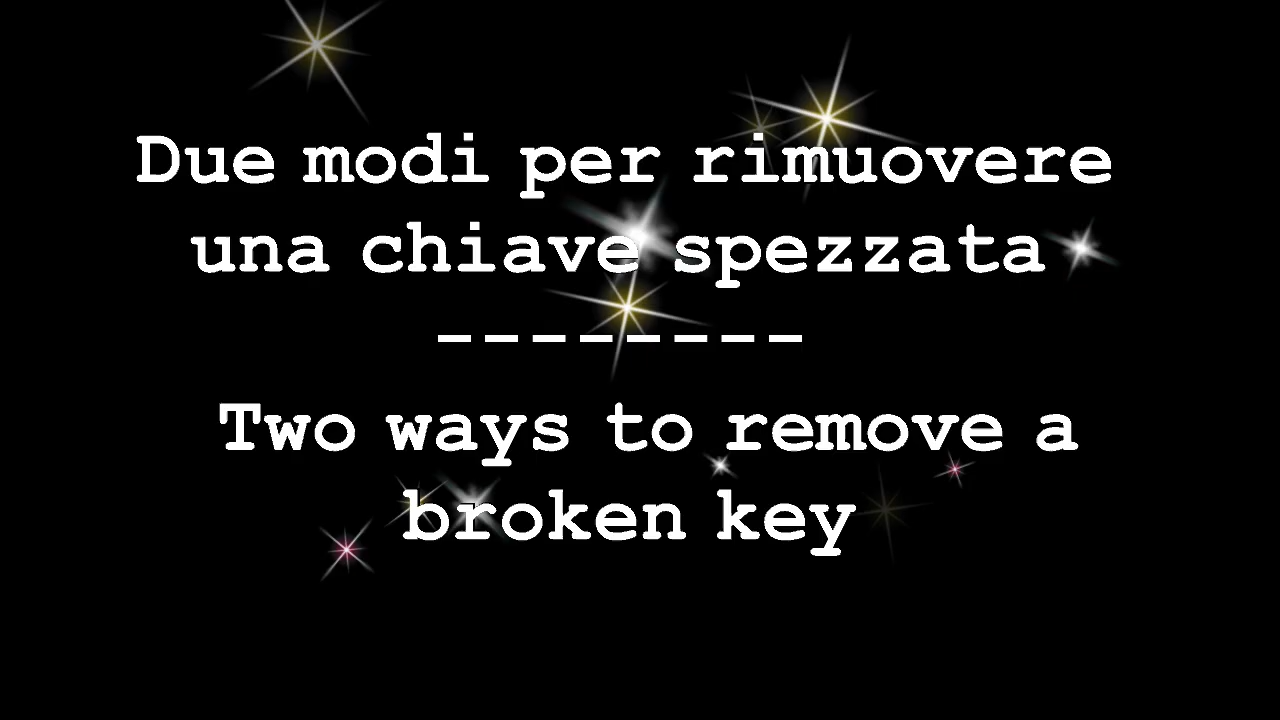 Due modi per rimuovere
una chiave spezzata
--------
Two ways to remove a
broken key